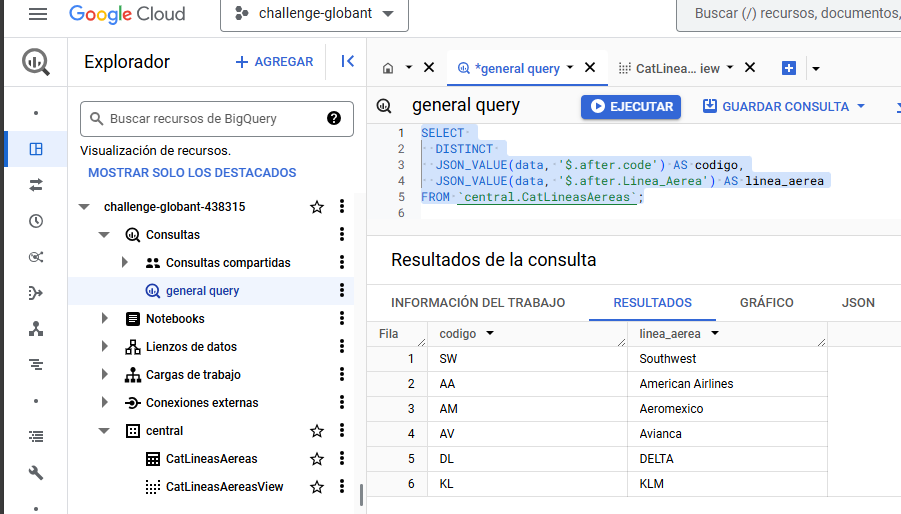 Google Cloud
challenge-globant
Buscar (/) recursos, documentos,
Explorador
+ AGREGAR
Buscar recursos de BigQuery
?
Visualización de recursos.
MOSTRAR SOLO LOS DESTACADOS
challenge-globant-438315
Consultas
Consultas compartidas
general query
Notebooks
Lienzos de datos
Cargas de trabajo
Conexiones externas
central
CatLineasAereas
CatLineasAereasView
*general query
CatLinea… iew
general query
EJECUTAR
GUARDAR CONSULTA
1 SELECT
2 DISTINCT
3 JSON_VALUE(data, '$.after.code') AS codigo,
4 JSON_VALUE(data, '$.after.Linea_Aerea') AS linea_aerea
5 FROM `central.CatLineasAereas`;
6
Resultados de la consulta
INFORMACIÓN DEL TRABAJO RESULTADOS GRÁFICO JSON
Fila codigo linea_aerea
1 SW Southwest
2 AA American Airlines
3 AM Aeromexico
4 AV Avianca
5 DL DELTA
6 KL KLM